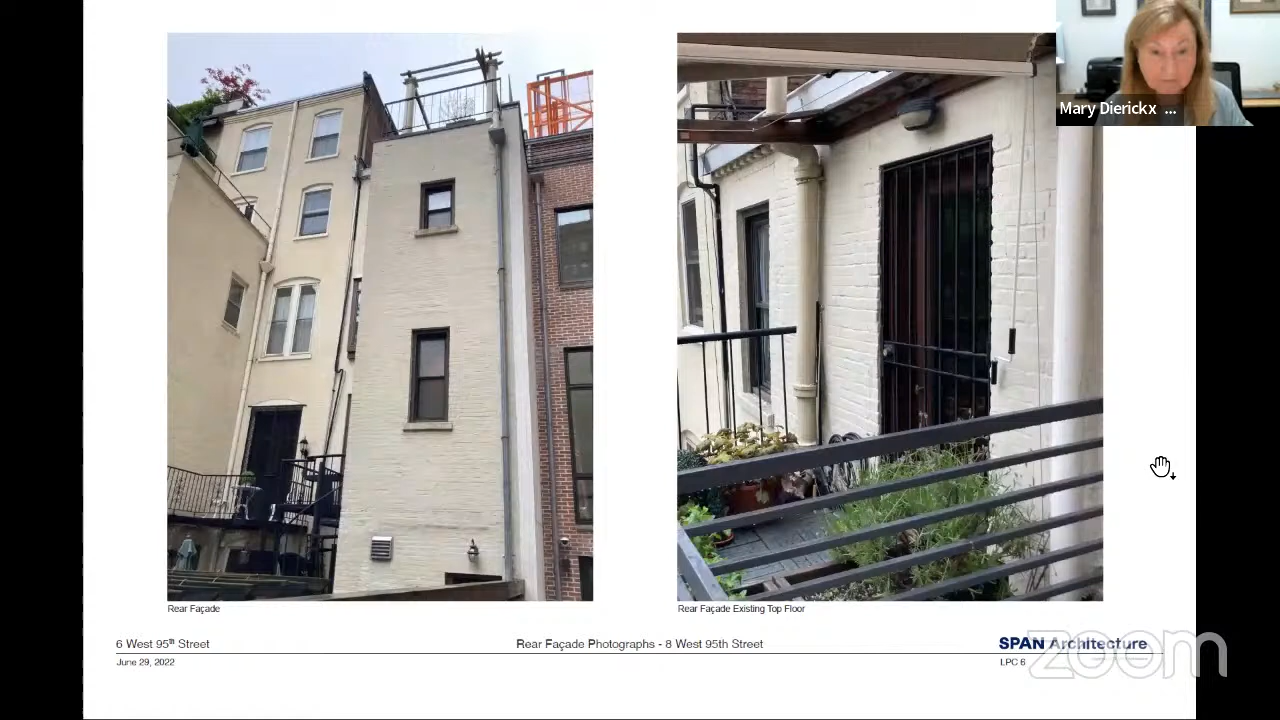 Mary Dierickx ...
Rear Façade
Rear Façade Existing Top Floor
6 West 95th Street
Rear Façade Photographs - 8 West 95th Street
SPAN Architecture
June 29, 2022
LPC 6
zoom